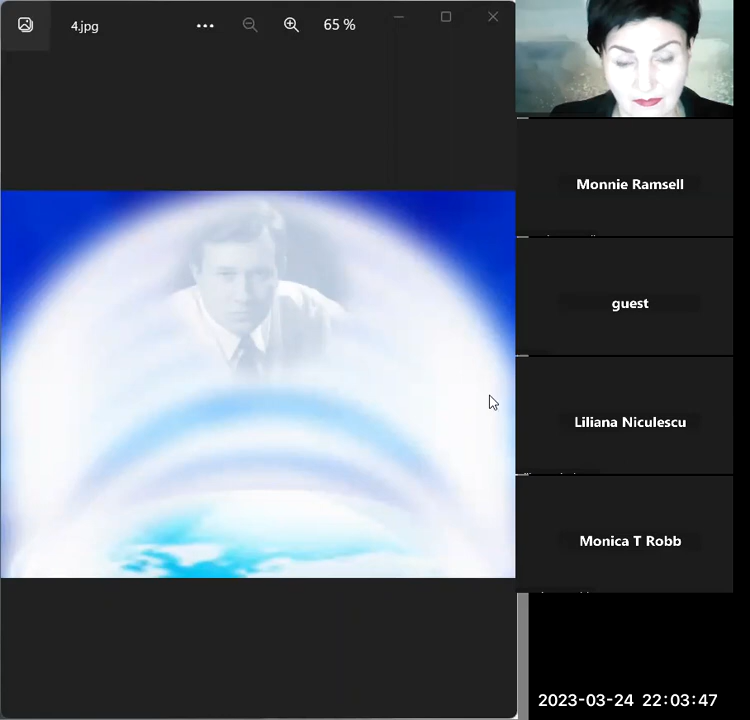 4.jpg
65 %
Monnie Ramsell
guest
Liliana Niculescu
Monica T Robb
2023-03-24 22:03:47